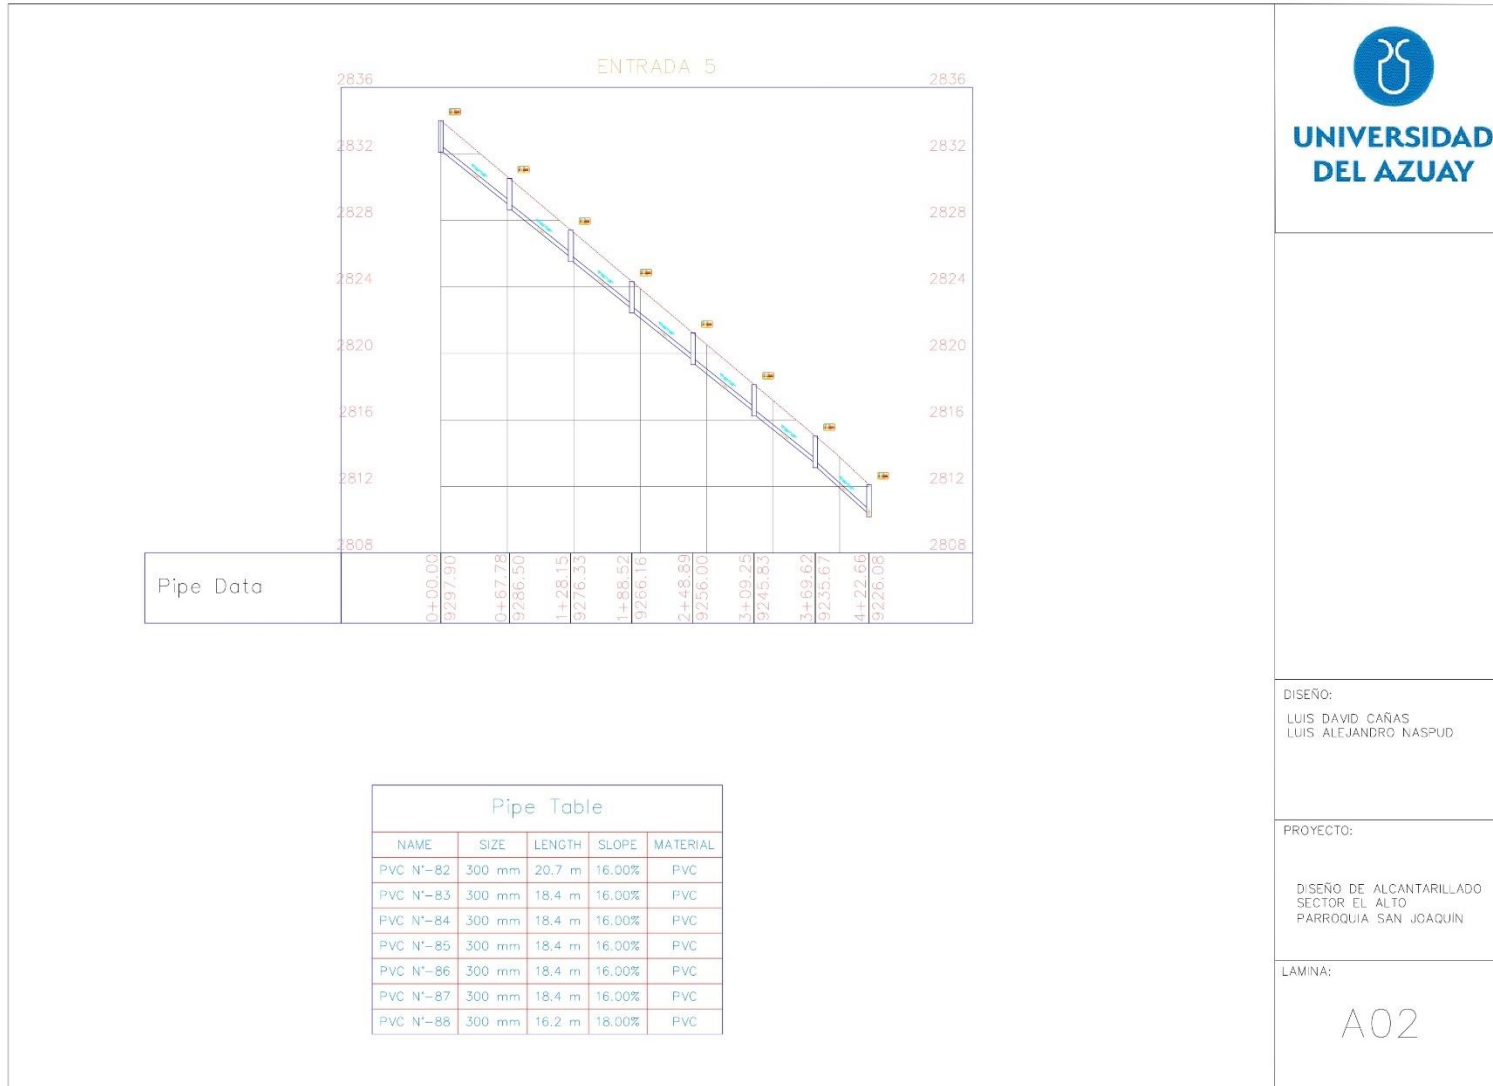 ENTRADA 5
2836 2836
2832 2832
2828 2828
2824 2824
2820 2820
2816 2816
2812 2812
2808 2808
Pipe Data
0+00.00
9297.90
0+67.78
9286.50
1+28.15
9276.33
1+88.52
9266.16
2+48.89
9256.00
3+09.25
9245.83
3+69.62
9235.67
4+22.66
9226.08
Pipe Table
NAME SIZE LENGTH SLOPE MATERIAL
PVC N°-82 300 mm 20.7 m 16.00% PVC
PVC N°-83 300 mm 18.4 m 16.00% PVC
PVC N°-84 300 mm 18.4 m 16.00% PVC
PVC N°-85 300 mm 18.4 m 16.00% PVC
PVC N°-86 300 mm 18.4 m 16.00% PVC
PVC N°-87 300 mm 18.4 m 16.00% PVC
PVC N°-88 300 mm 16.2 m 18.00% PVC
UNIVERSIDAD
DEL AZUAY
DISEÑO:
LUIS DAVID CAÑAS
LUIS ALEJANDRO NASPUD
PROYECTO:
DISEÑO DE ALCANTARILLADO
SECTOR EL ALTO
PARROQUIA SAN JOAQUÍN
LAMINA:
A02